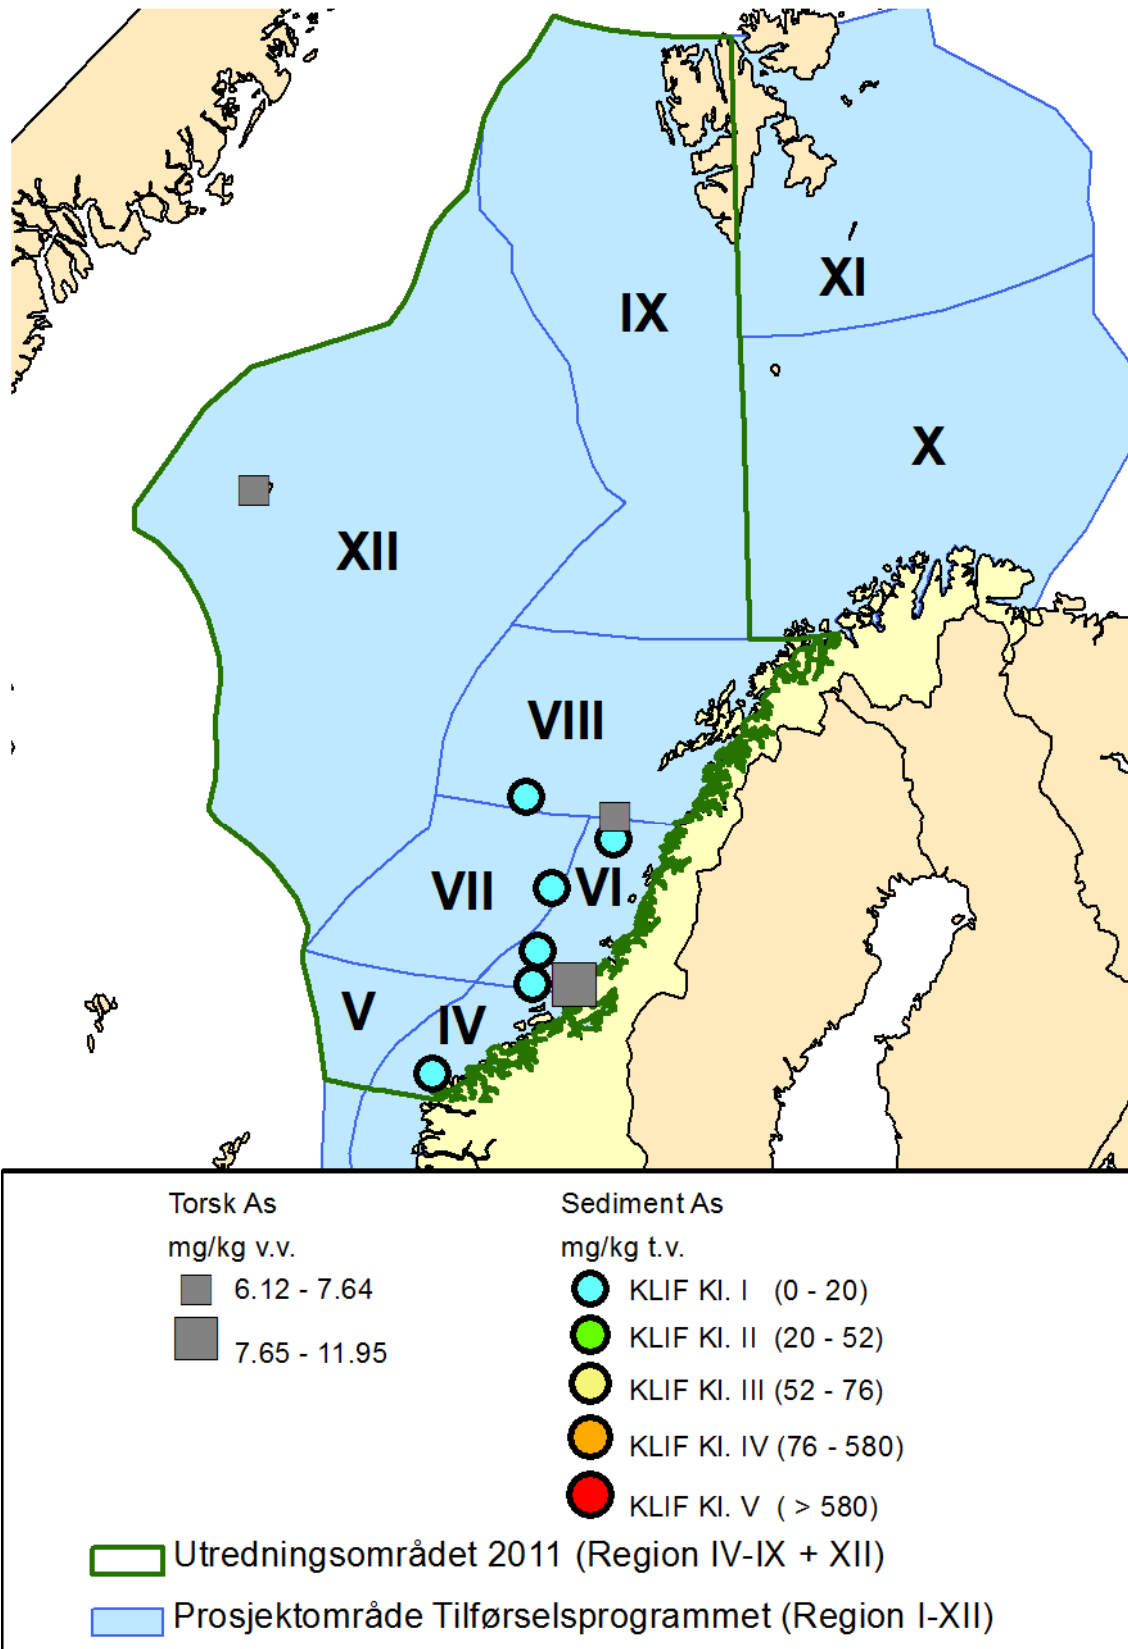 XI
IX
X
XII
VIII
VII
VI
V
IV
Torsk As
mg/kg v.v.
6.12 - 7.64
7.65 - 11.95
Sediment As
mg/kg t.v.
KLIF Kl. I (0 - 20)
KLIF Kl. II (20 - 52)
KLIF Kl. III (52 - 76)
KLIF Kl. IV (76 - 580)
KLIF Kl. V ( > 580)
Utredningsområdet 2011 (Region IV-IX + XII)
Prosjektområde Tilførselsprogrammet (Region I-XII)